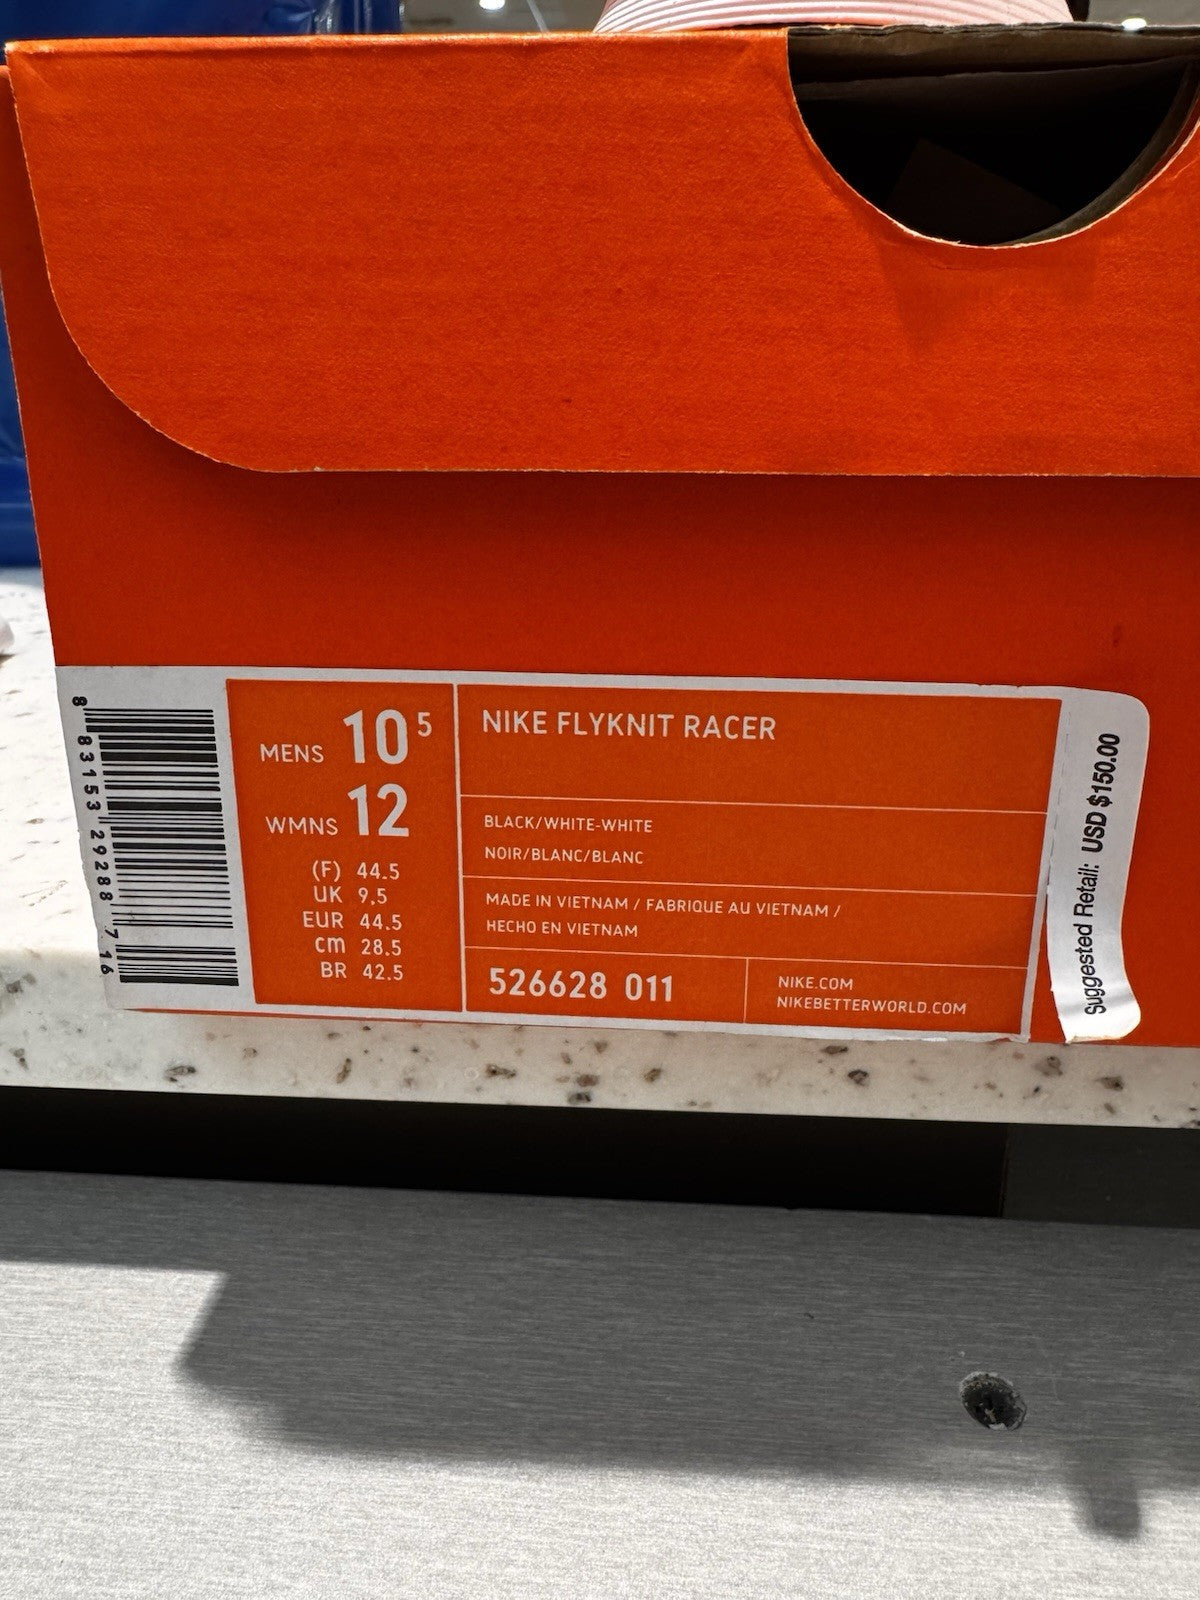 8 83153 29288 7 16
MENS 10 5
WMNS 12
(F) 44.5
UK 9.5
EUR 44.5
cm 28.5
BR 42.5
NIKE FLYKNIT RACER
BLACK/WHITE-WHITE
NOIR/BLANC/BLANC
MADE IN VIETNAM / FABRIQUE AU VIETNAM /
HECHO EN VIETNAM
526628 011
NIKE.COM
NIKEBETTERWORLD.COM
Suggested Retail: USD $150.00